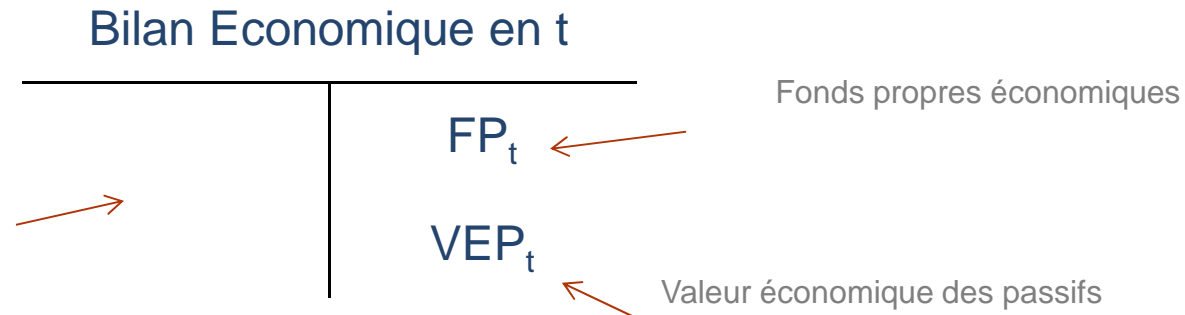 Bilan Economique en t
Fonds propres économiques
FPₜ
VEPₜ
Valeur économique des passifs